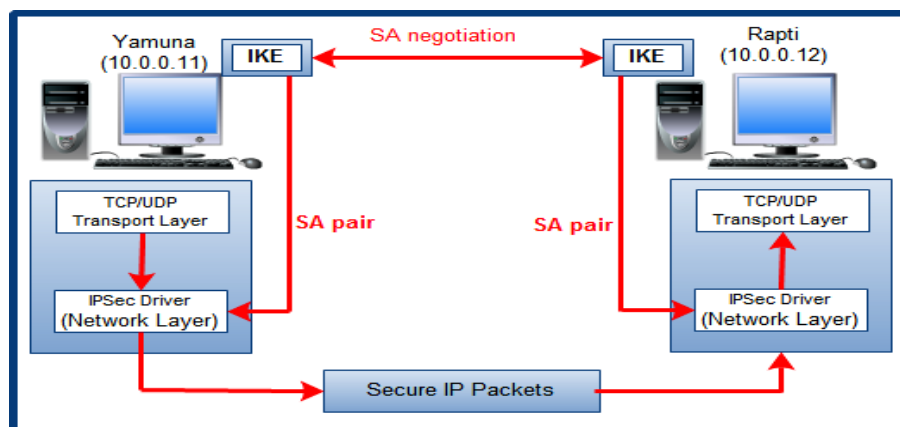 Yamuna
(10.0.0.11)
IKE
SA negotiation
IKE
Rapti
(10.0.0.12)
TCP/UDP
Transport Layer
SA pair
SA pair
TCP/UDP
Transport Layer
IPSec Driver
(Network Layer)
IPSec Driver
(Network Layer)
Secure IP Packets